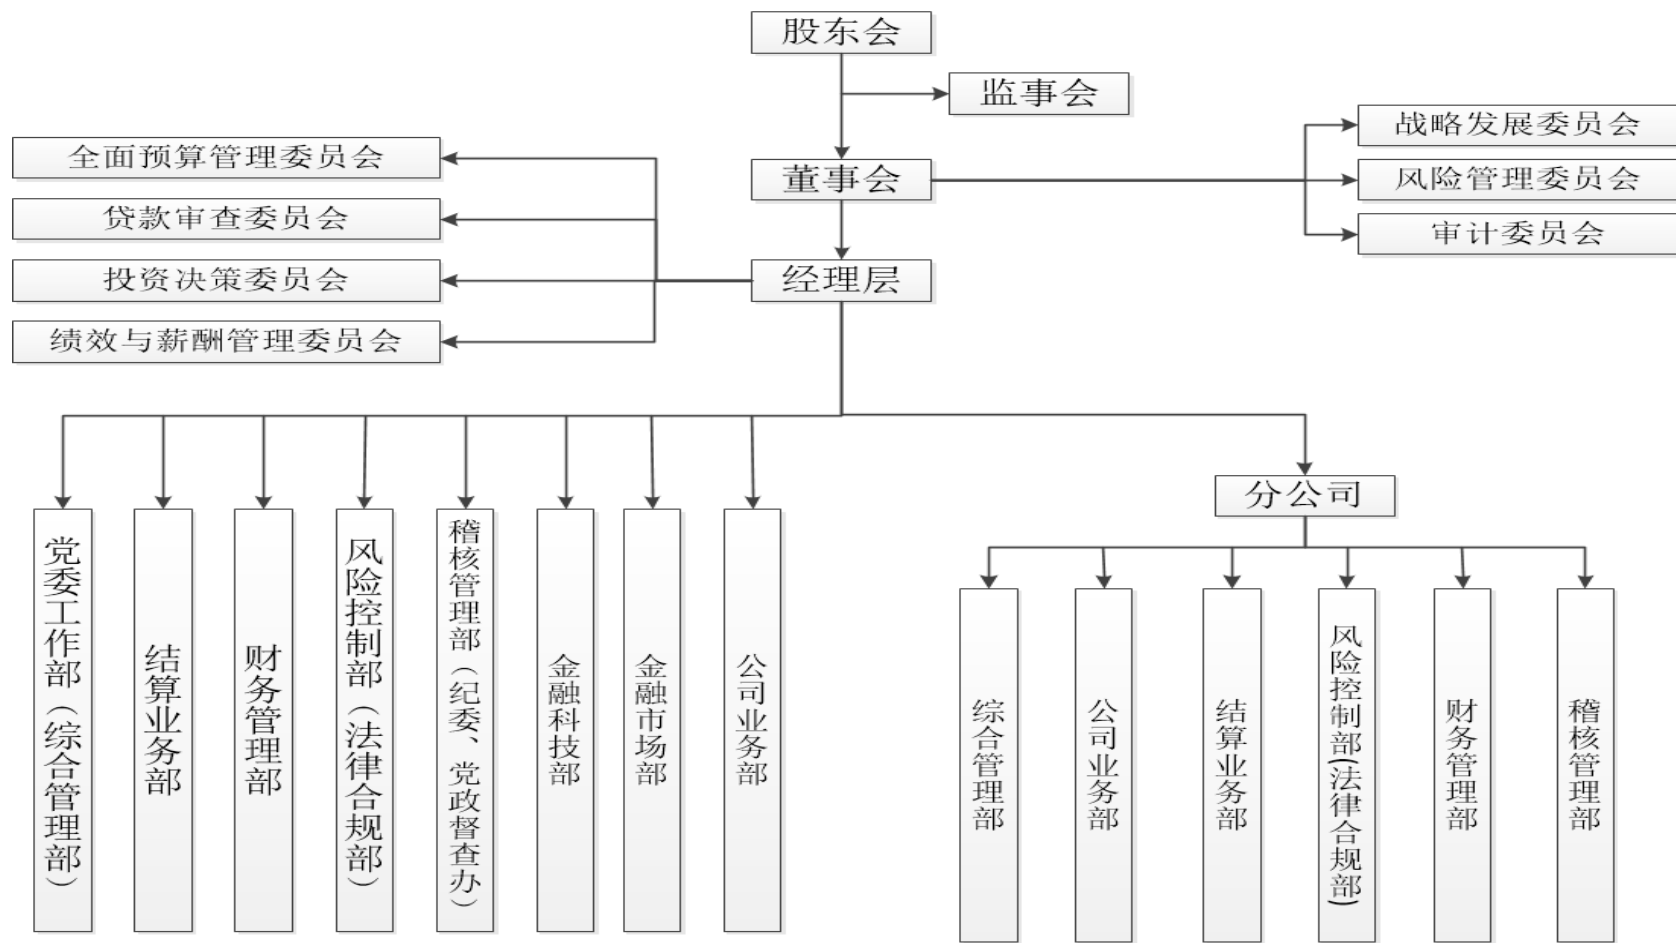 股东会
监事会
战略发展委员会
全面预算管理委员会
董事会
风险管理委员会
贷款审查委员会
审计委员会
投资决策委员会
经理层
绩效与薪酬管理委员会
分公司
党委工作部（综合管理部）
结算业务部
财务管理部
风险控制部（法律合规部）
稽核管理部（纪委、党政督查办）
金融科技部
金融市场部
公司业务部
综合管理部
公司业务部
结算业务部
风险控制部(法律合规部)
财务管理部
稽核管理部